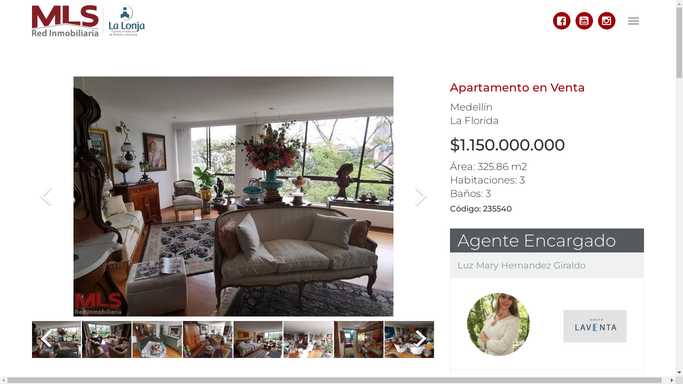 MLS
Red Inmobiliaria
La Lonja
Apartamento en Venta
Medellín
La Florida
$1.150.000.000
Área: 325.86 m2
Habitaciones: 3
Baños: 3
Código: 235540
MLS
Red Inmobiliaria
Agente Encargado
Luz Mary Hernandez Giraldo
LAVENTA